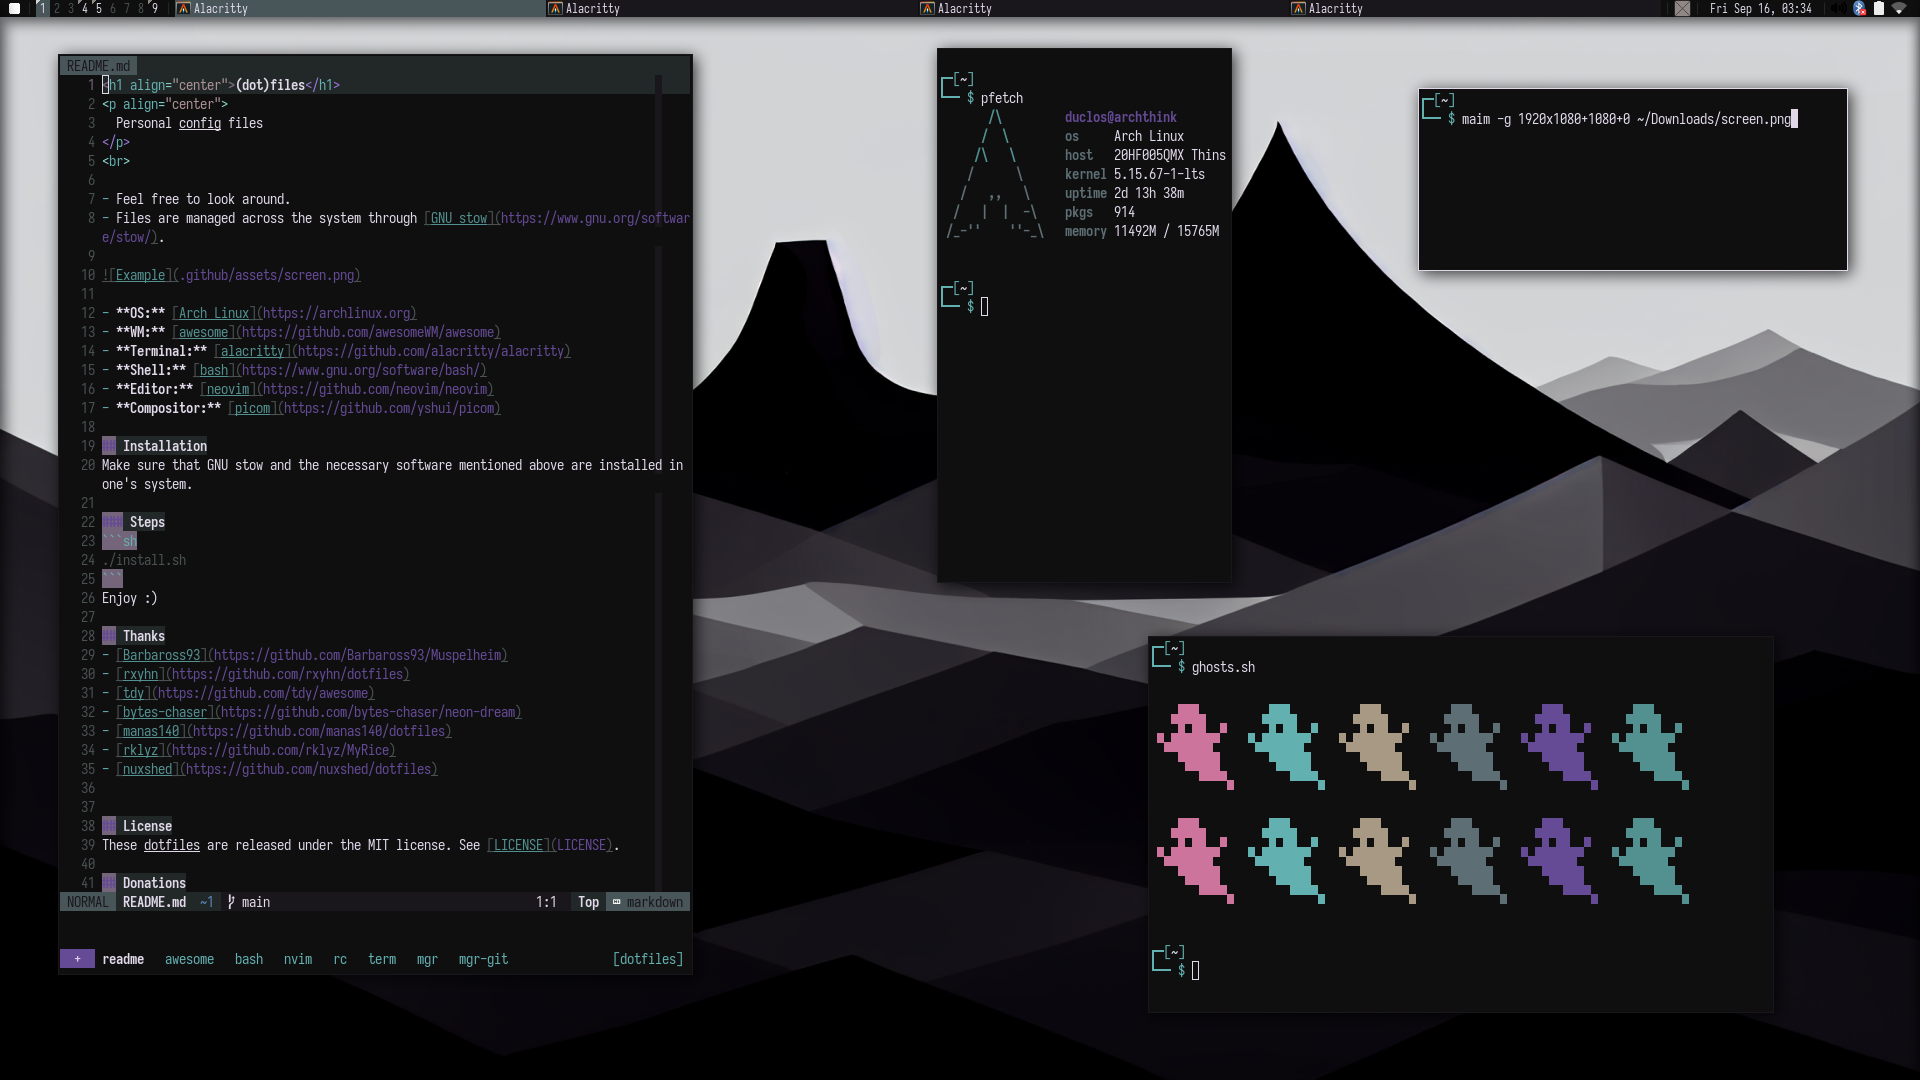 1 2 3 4 5 6 7 8 9 Alacritty Alacritty Alacritty Alacritty Fri Sep 16, 03:34
README.md
1 <h1 align="center">(dot)files</h1>
2 <p align="center">
3 Personal config files
4 </p>
5 <br>
6
7 - Feel free to look around.
8 - Files are managed across the system through [GNU stow](https://www.gnu.org/softwar
e/stow/).
9
10 ![Example](.github/assets/screen.png)
11
12 - **OS:** [Arch Linux](https://archlinux.org)
13 - **WM:** [awesome](https://github.com/awesomeWM/awesome)
14 - **Terminal:** [alacritty](https://github.com/alacritty/alacritty)
15 - **Shell:** [bash](https://www.gnu.org/software/bash/)
16 - **Editor:** [neovim](https://github.com/neovim/neovim)
17 - **Compositor:** [picom](https://github.com/yshui/picom)
18
19 ## Installation
20 Make sure that GNU stow and the necessary software mentioned above are installed in
one's system.
21
22 ### Steps
23 ```sh
24 ./install.sh
25 ```
26 Enjoy :)
27
28 ## Thanks
29 - [Barbaross93](https://github.com/Barbaross93/Muspelheim)
30 - [rxyhn](https://github.com/rxyhn/dotfiles)
31 - [tdy](https://github.com/tdy/awesome)
32 - [bytes-chaser](https://github.com/bytes-chaser/neon-dream)
33 - [manas140](https://github.com/manas140/dotfiles)
34 - [rklyz](https://github.com/rklyz/MyRice)
35 - [nuxshed](https://github.com/nuxshed/dotfiles)
36
37
38 ## License
39 These dotfiles are released under the MIT license. See [LICENSE](LICENSE).
40
41 ## Donations
NORMAL README.md ~1 main 1:1 Top markdown
+ readme awesome bash nvim rc term mgr mgr-git [dotfiles]
[~]
$ pfetch
duclos@archthink
os Arch Linux
host 20HF005QMX Thins
kernel 5.15.67-1-lts
uptime 2d 13h 38m
pkgs 914
memory 11492M / 15765M
[~]
$
[~]
$ maim -g 1920x1080+1080+0 ~/Downloads/screen.png
[~]
$ ghosts.sh
[~]
$